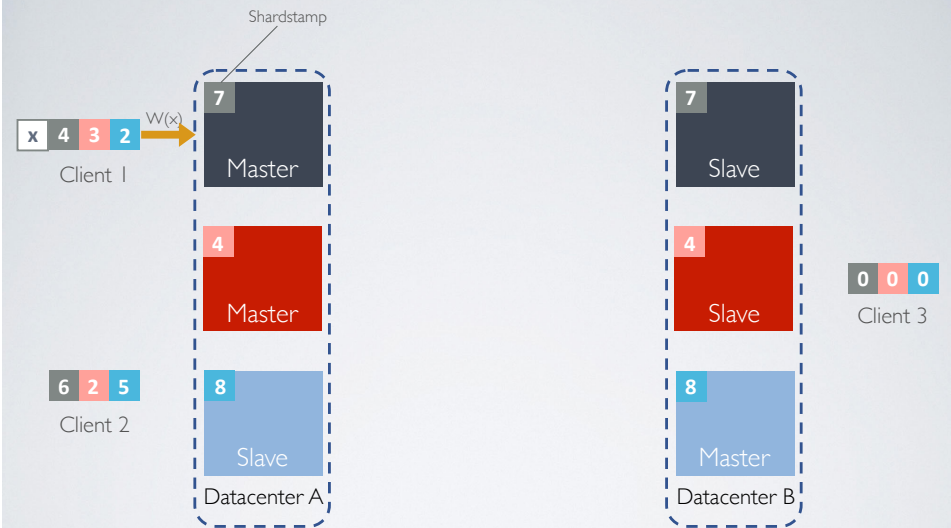 Shardstamp
7
7
x 4 3 2
W(x)
Client 1
Master
Slave
4
4
Master
Slave
0 0 0
Client 3
6 2 5
Client 2
8
8
Slave
Master
Datacenter A
Datacenter B